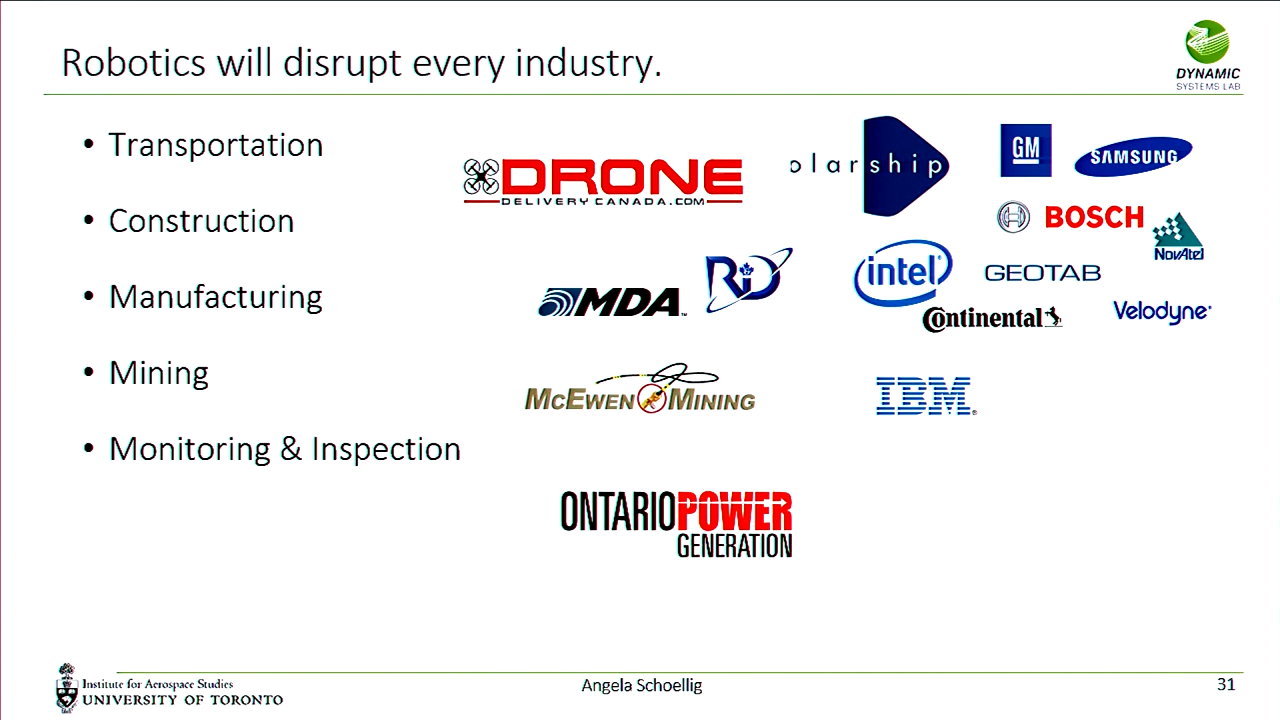 Robotics will disrupt every industry.
DYNAMIC
SYSTEMS LAB
• Transportation
• Construction
• Manufacturing
• Mining
• Monitoring & Inspection
DRONE
DELIVERY CANADA.COM
olarship
GM
SAMSUNG
BOSCH
NovAtel
RiD
intel
GEOTAB
MDA
Continental
Velodyne
McEWEN MINING
IBM
ONTARIOPOWER
GENERATION
Institute for Aerospace Studies
UNIVERSITY OF TORONTO
Angela Schoellig
31